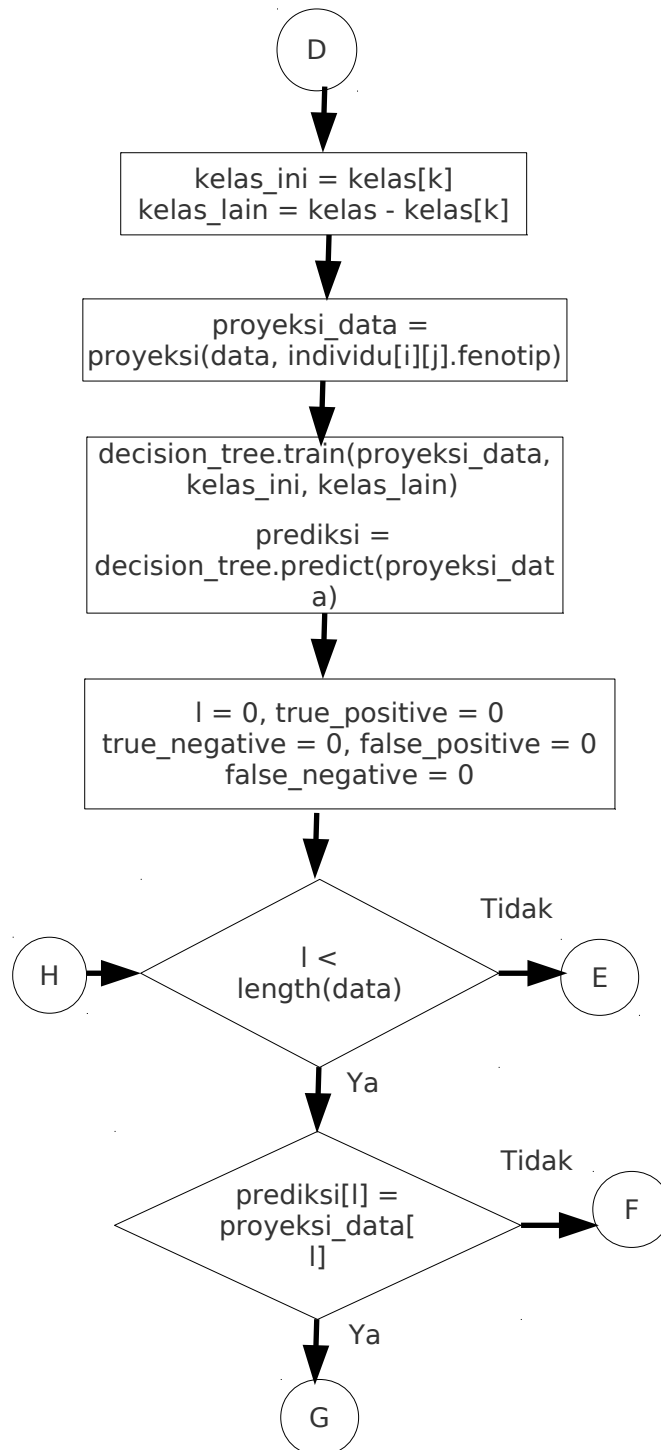 D
kelas_ini = kelas[k]
kelas_lain = kelas - kelas[k]
proyeksi_data =
proyeksi(data, individu[i][j].fenotip)
decision_tree.train(proyeksi_data,
kelas_ini, kelas_lain)
prediksi =
decision_tree.predict(proyeksi_dat
a)
l = 0, true_positive = 0
true_negative = 0, false_positive = 0
false_negative = 0
Tidak
H
l <
length(data)
E
Ya
Tidak
prediksi[l] =
proyeksi_data[
l]
F
Ya
G